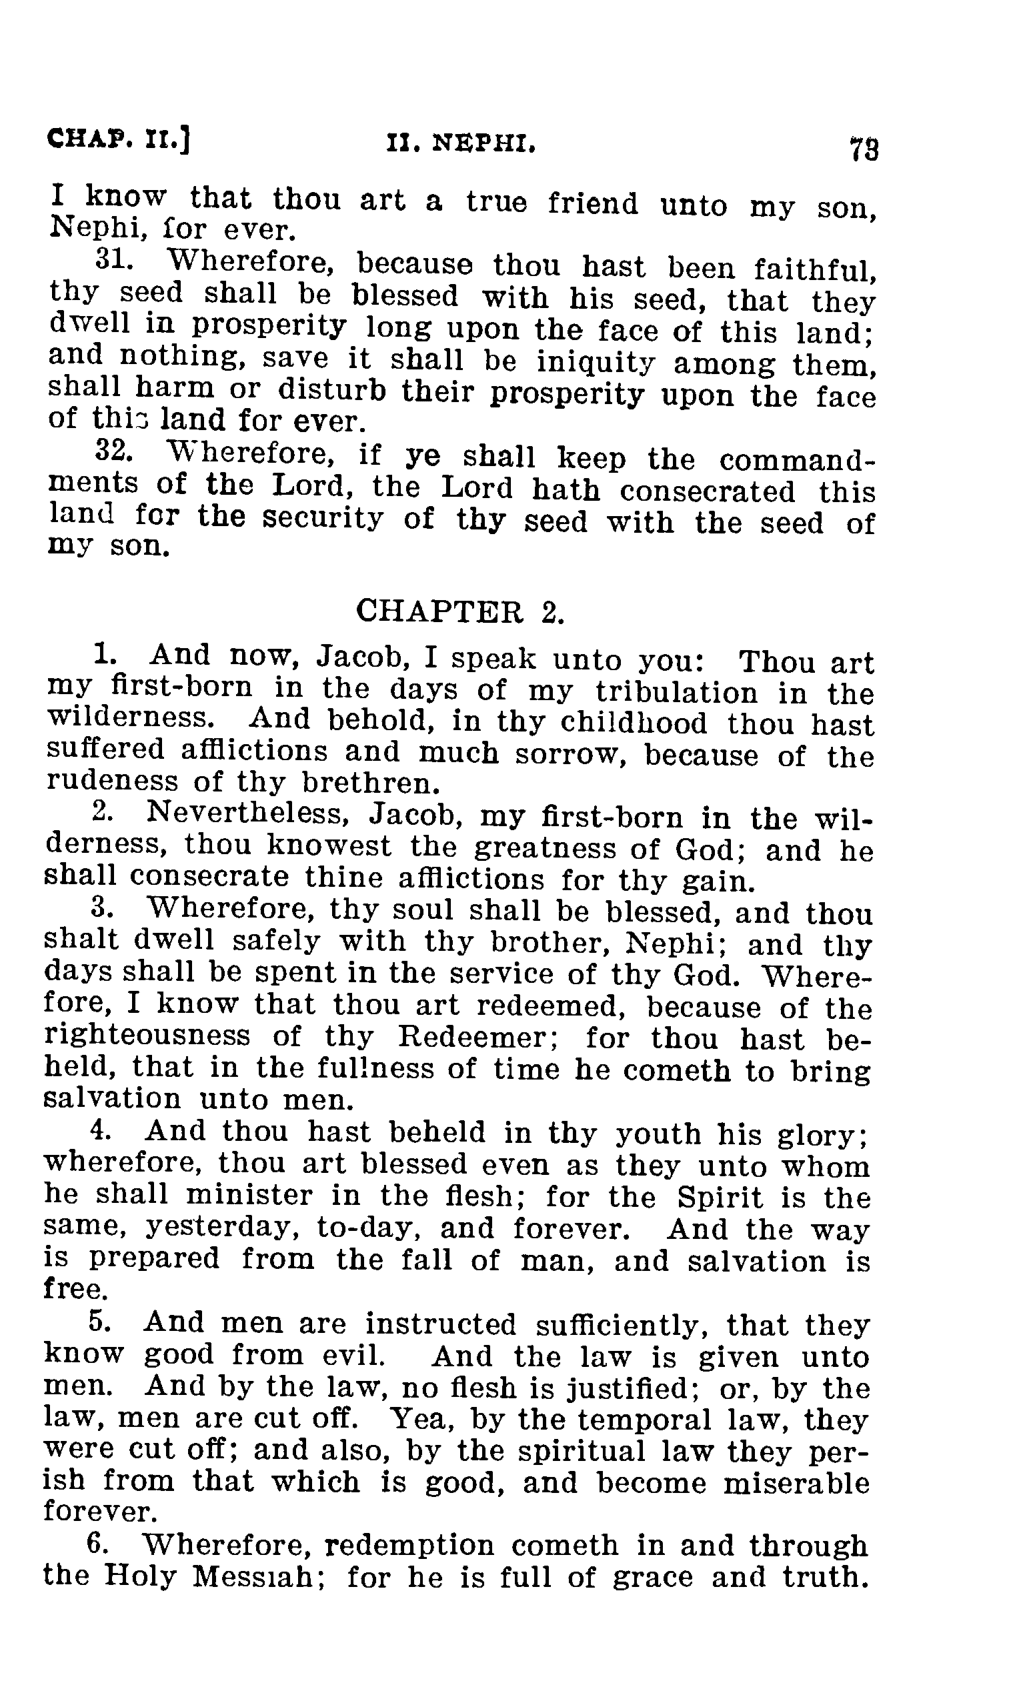 CHAP. II.] II. NEPHI. 73
I know that thou art a true friend unto my son,
Nephi, for ever.
31. Wherefore, because thou hast been faithful,
thy seed shall be blessed with his seed, that they
dwell in prosperity long upon the face of this land;
and nothing, save it shall be iniquity among them,
shall harm or disturb their prosperity upon the face
of this land for ever.
32. Wherefore, if ye shall keep the command-
ments of the Lord, the Lord hath consecrated this
land for the security of thy seed with the seed of
my son.
CHAPTER 2.
1. And now, Jacob, I speak unto you: Thou art
my first-born in the days of my tribulation in the
wilderness. And behold, in thy childhood thou hast
suffered afflictions and much sorrow, because of the
rudeness of thy brethren.
2. Nevertheless, Jacob, my first-born in the wil-
derness, thou knowest the greatness of God; and he
shall consecrate thine afflictions for thy gain.
3. Wherefore, thy soul shall be blessed, and thou
shalt dwell safely with thy brother, Nephi; and thy
days shall be spent in the service of thy God. Where-
fore, I know that thou art redeemed, because of the
righteousness of thy Redeemer; for thou hast be-
held, that in the fullness of time he cometh to bring
salvation unto men.
4. And thou hast beheld in thy youth his glory;
wherefore, thou art blessed even as they unto whom
he shall minister in the flesh; for the Spirit is the
same, yesterday, to-day, and forever. And the way
is prepared from the fall of man, and salvation is
free.
5. And men are instructed sufficiently, that they
know good from evil. And the law is given unto
men. And by the law, no flesh is justified; or, by the
law, men are cut off. Yea, by the temporal law, they
were cut off; and also, by the spiritual law they per-
ish from that which is good, and become miserable
forever.
6. Wherefore, redemption cometh in and through
the Holy Messiah; for he is full of grace and truth.